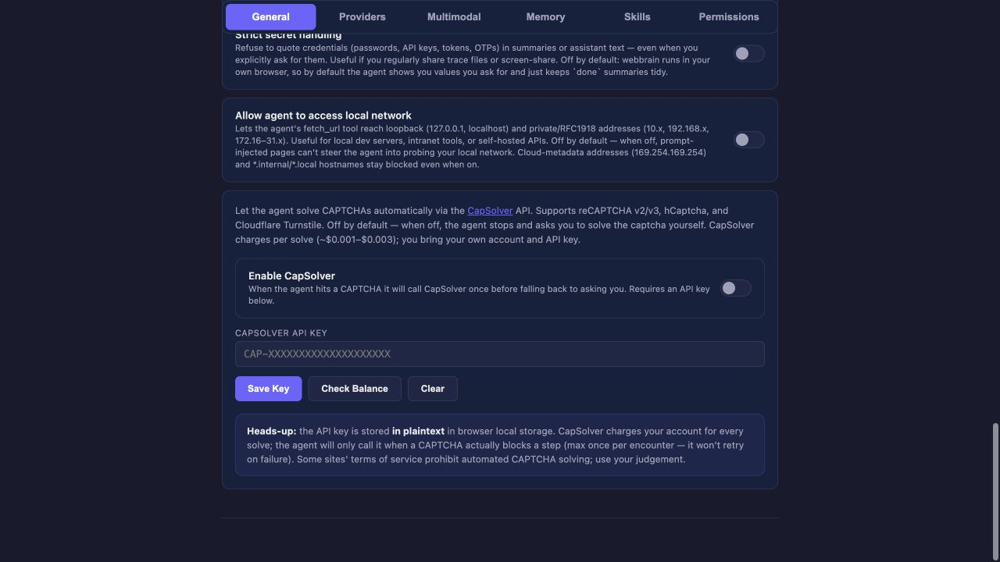 General
Providers
Multimodal
Memory
Skills
Permissions
Strict secret handling
Refuse to quote credentials (passwords, API keys, tokens, OTPs) in summaries or assistant text — even when you
explicitly ask for them. Useful if you regularly share trace files or screen-share. Off by default: webbrain runs in your
own browser, so by default the agent shows you values you ask for and just keeps `done` summaries tidy.
Allow agent to access local network
Lets the agent's fetch_url tool reach loopback (127.0.0.1, localhost) and private/RFC1918 addresses (10.x, 192.168.x,
172.16–31.x). Useful for local dev servers, intranet tools, or self-hosted APIs. Off by default — when off, prompt-
injected pages can't steer the agent into probing your local network. Cloud-metadata addresses (169.254.169.254)
and *.internal/*.local hostnames stay blocked even when on.
Let the agent solve CAPTCHAs automatically via the CapSolver API. Supports reCAPTCHA v2/v3, hCaptcha, and
Cloudflare Turnstile. Off by default — when off, the agent stops and asks you to solve the captcha yourself. CapSolver
charges per solve (~$0.001–$0.003); you bring your own account and API key.
Enable CapSolver
When the agent hits a CAPTCHA it will call CapSolver once before falling back to asking you. Requires an API key
below.
CAPSOLVER API KEY
CAP-XXXXXXXXXXXXXXXXXXXX
Save Key
Check Balance
Clear
Heads-up: the API key is stored in plaintext in browser local storage. CapSolver charges your account for every
solve; the agent will only call it when a CAPTCHA actually blocks a step (max once per encounter — it won't retry
on failure). Some sites' terms of service prohibit automated CAPTCHA solving; use your judgement.